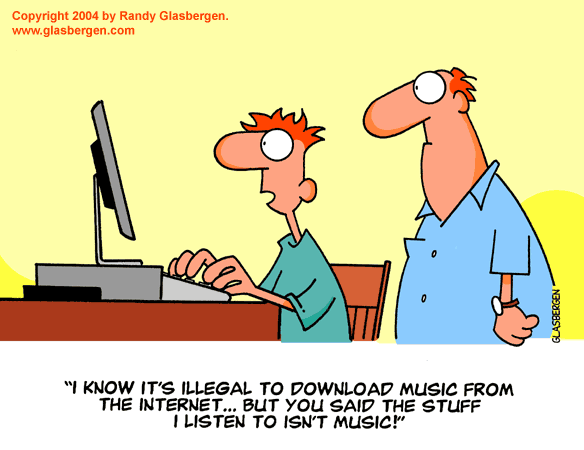 Copyright 2004 by Randy Glasbergen.
www.glasbergen.com
GLASBERGEN
"I KNOW IT'S ILLEGAL TO DOWNLOAD MUSIC FROM
THE INTERNET... BUT YOU SAID THE STUFF
I LISTEN TO ISN'T MUSIC!"